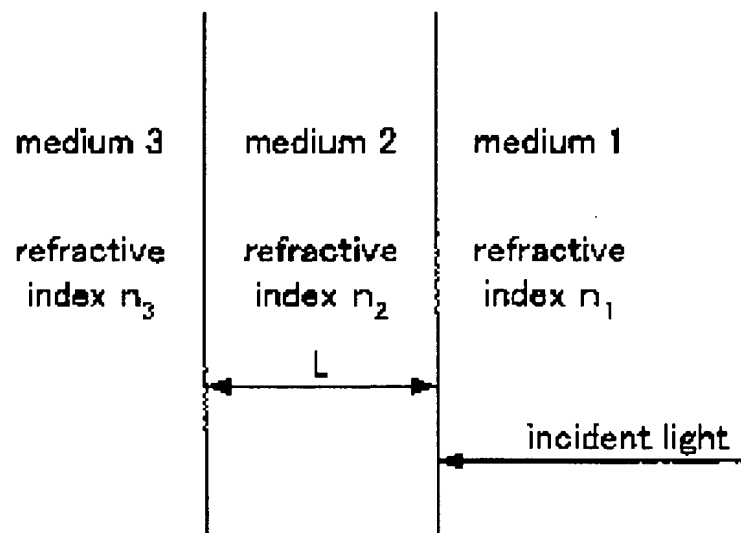 medium 3 medium 2 medium 1
refractive refractive refractive
index n₃ index n₂ index n₁
L
incident light